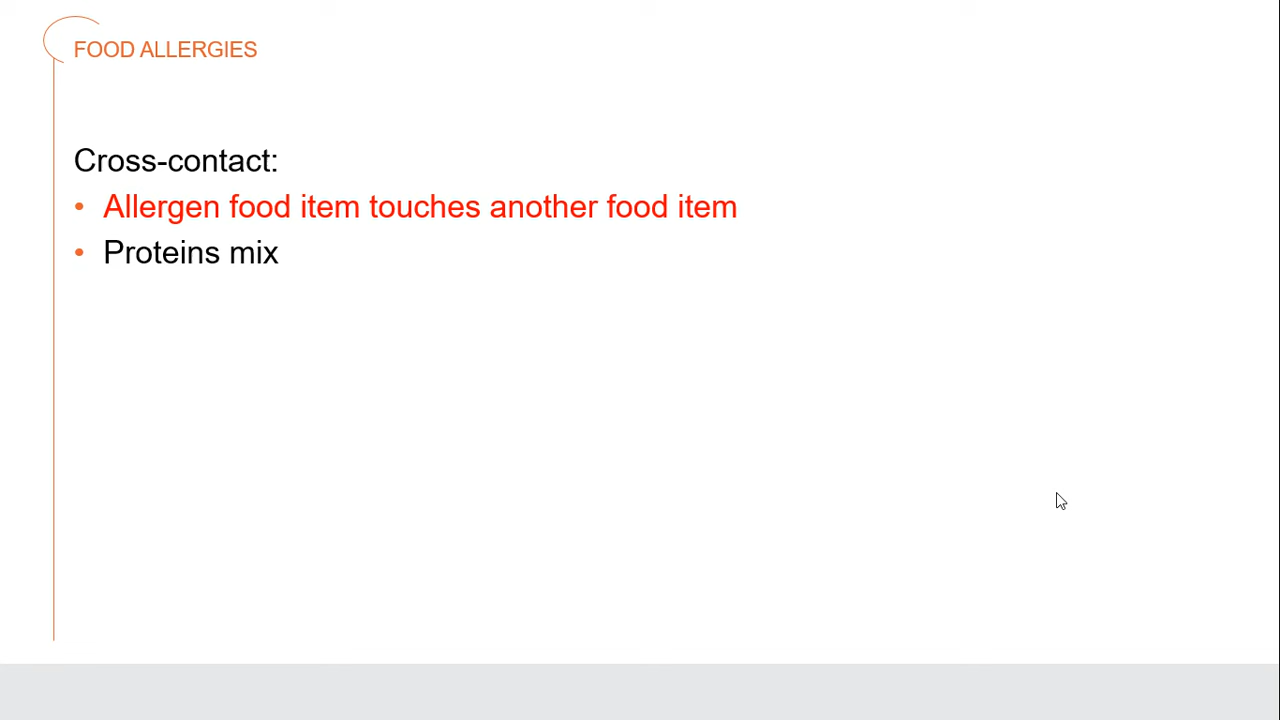 FOOD ALLERGIES
Cross-contact:
• Allergen food item touches another food item
• Proteins mix